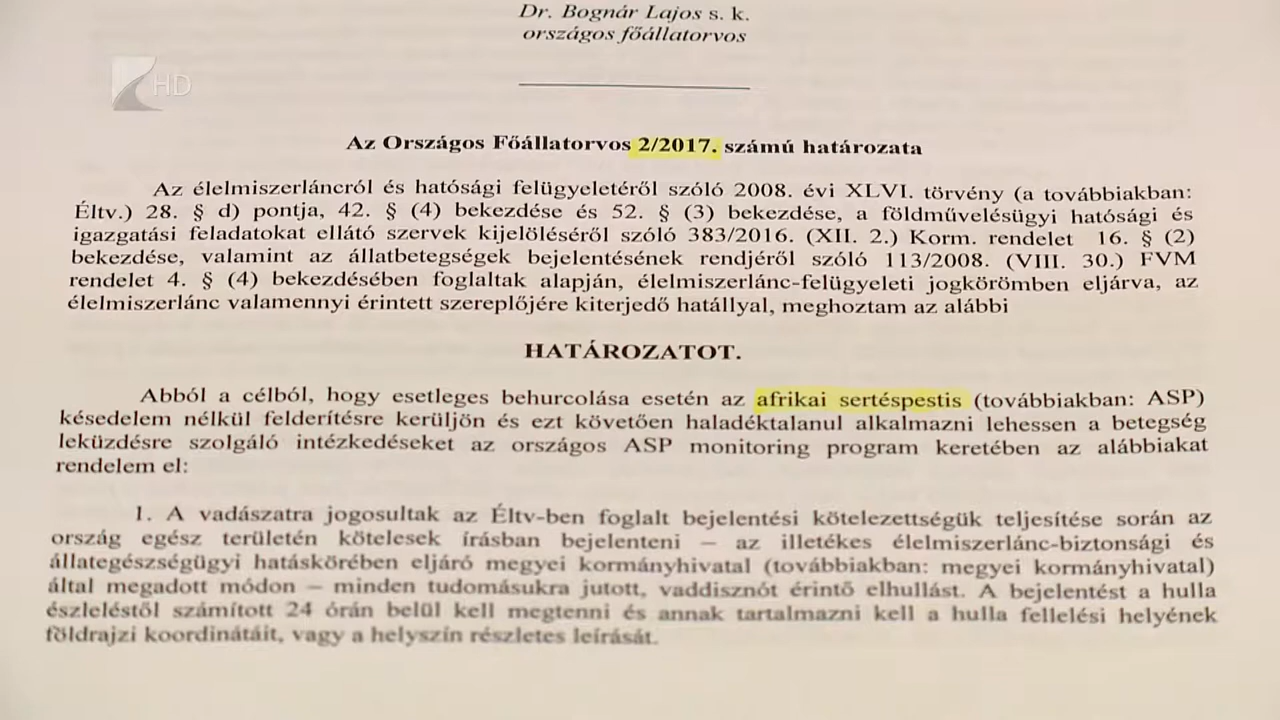 Dr. Bognár Lajos s. k.
országos főállatorvos
HD
Az Országos Főállatorvos 2/2017. számú határozata
Az élelmiszerláncról és hatósági felügyeletéről szóló 2008. évi XLVI. törvény (a továbbiakban:
Éltv.) 28. § d) pontja, 42. § (4) bekezdése és 52. § (3) bekezdése, a földművelésügyi hatósági és
igazgatási feladatokat ellátó szervek kijelöléséről szóló 383/2016. (XII. 2.) Korm. rendelet 16. § (2)
bekezdése, valamint az állatbetegségek bejelentésének rendjéről szóló 113/2008. (VIII. 30.) FVM
rendelet 4. § (4) bekezdésében foglaltak alapján, élelmiszerlánc-felügyeleti jogkörömben eljárva, az
élelmiszerlánc valamennyi érintett szereplőjére kiterjedő hatállyal, meghoztam az alábbi
HATÁROZATOT.
Abból a célból, hogy esetleges behurcolása esetén az afrikai sertéspestis (továbbiakban: ASP)
késedelem nélkül felderítésre kerüljön és ezt követően haladéktalanul alkalmazni lehessen a betegség
leküzdésre szolgáló intézkedéseket az országos ASP monitoring program keretében az alábbiakat
rendelem el:
1. A vadászatra jogosultak az Éltv-ben foglalt bejelentési kötelezettségük teljesítése során az
ország egész területén kötelesek írásban bejelenteni – az illetékes élelmiszerlánc-biztonsági és
állategészségügyi hatáskörében eljáró megyei kormányhivatal (továbbiakban: megyei kormányhivatal)
által megadott módon – minden tudomásukra jutott, vaddisznót érintő elhullást. A bejelentést a hulla
észleléstől számított 24 órán belül kell megtenni és annak tartalmazni kell a hulla fellelési helyének
földrajzi koordinátáit, vagy a helyszín részletes leírását.